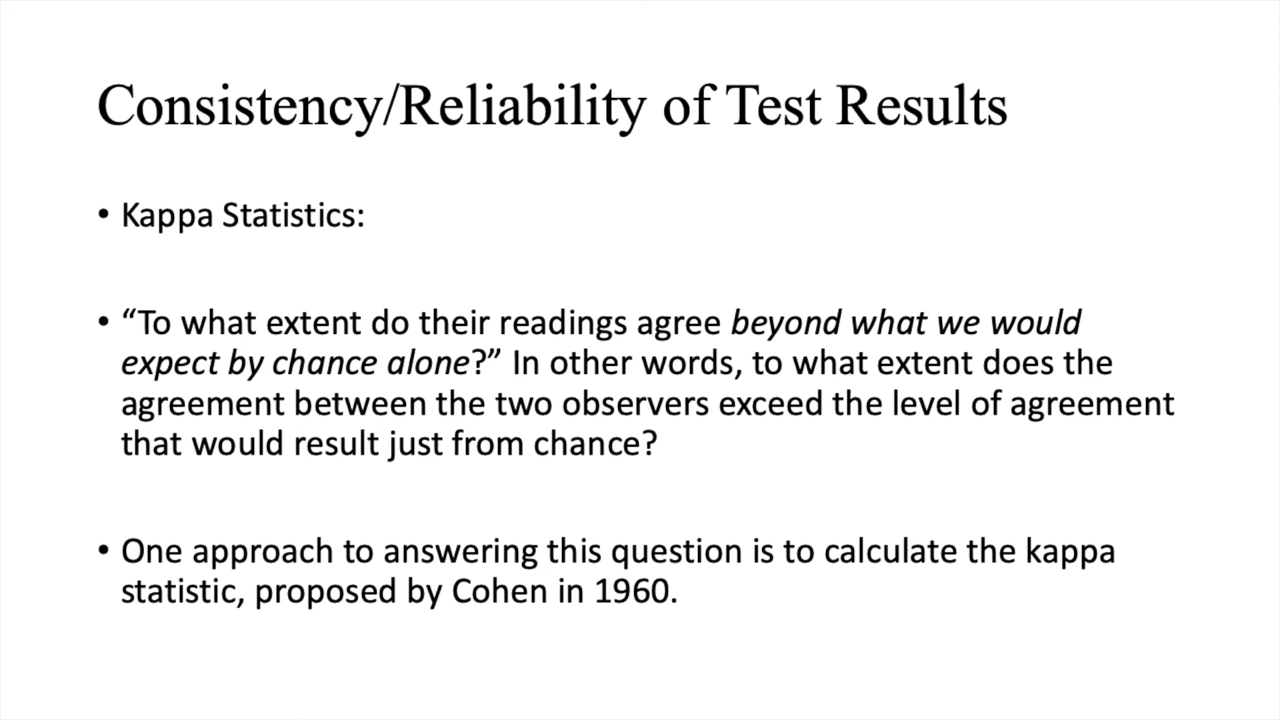 Consistency/Reliability of Test Results
• Kappa Statistics:
• “To what extent do their readings agree beyond what we would
expect by chance alone?” In other words, to what extent does the
agreement between the two observers exceed the level of agreement
that would result just from chance?
• One approach to answering this question is to calculate the kappa
statistic, proposed by Cohen in 1960.